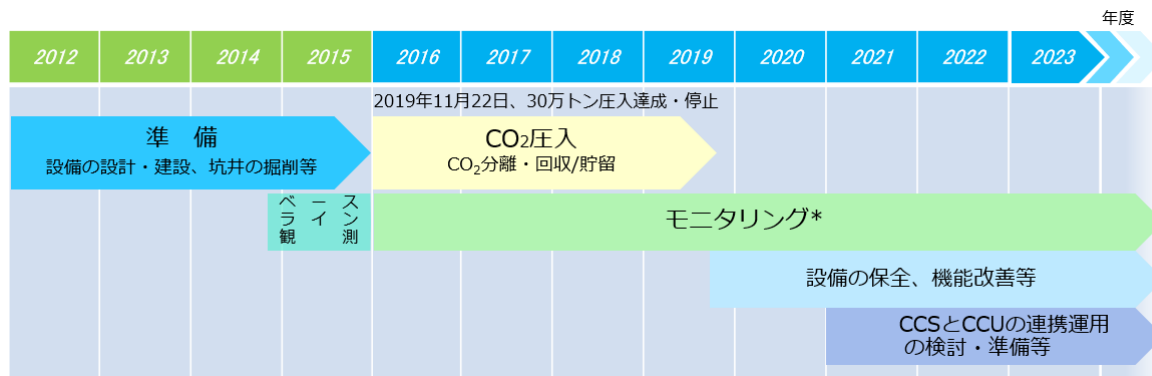 年度
2012 2013 2014 2015 2016 2017 2018 2019 2020 2021 2022 2023
2019年11月22日、30万トン圧入達成・停止
準 備
設備の設計・建設、坑井の掘削等
CO₂圧入
CO₂分離・回収/貯留
ベース
ライン
観測
モニタリング*
設備の保全、機能改善等
CCSとCCUの連携運用
の検討・準備等